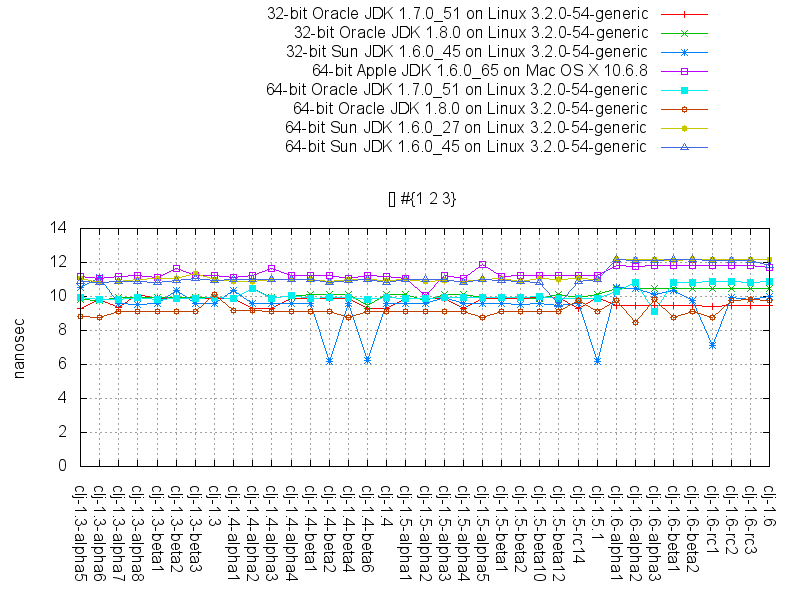 32-bit Oracle JDK 1.7.0_51 on Linux 3.2.0-54-generic
32-bit Oracle JDK 1.8.0 on Linux 3.2.0-54-generic
32-bit Sun JDK 1.6.0_45 on Linux 3.2.0-54-generic
64-bit Apple JDK 1.6.0_65 on Mac OS X 10.6.8
64-bit Oracle JDK 1.7.0_51 on Linux 3.2.0-54-generic
64-bit Oracle JDK 1.8.0 on Linux 3.2.0-54-generic
64-bit Sun JDK 1.6.0_27 on Linux 3.2.0-54-generic
64-bit Sun JDK 1.6.0_45 on Linux 3.2.0-54-generic
[] #{1 2 3}
nanosec
14
12
10
8
6
4
2
0
clj-1.3-alpha5
clj-1.3-alpha6
clj-1.3-alpha7
clj-1.3-alpha8
clj-1.3-beta1
clj-1.3-beta2
clj-1.3-beta3
clj-1.3
clj-1.4-alpha1
clj-1.4-alpha2
clj-1.4-alpha3
clj-1.4-alpha4
clj-1.4-beta1
clj-1.4-beta2
clj-1.4-beta4
clj-1.4-beta6
clj-1.4
clj-1.5-alpha1
clj-1.5-alpha2
clj-1.5-alpha3
clj-1.5-alpha4
clj-1.5-alpha5
clj-1.5-beta1
clj-1.5-beta2
clj-1.5-beta10
clj-1.5-beta12
clj-1.5-rc14
clj-1.5.1
clj-1.6-alpha1
clj-1.6-alpha2
clj-1.6-alpha3
clj-1.6-beta1
clj-1.6-beta2
clj-1.6-rc1
clj-1.6-rc2
clj-1.6-rc3
clj-1.6